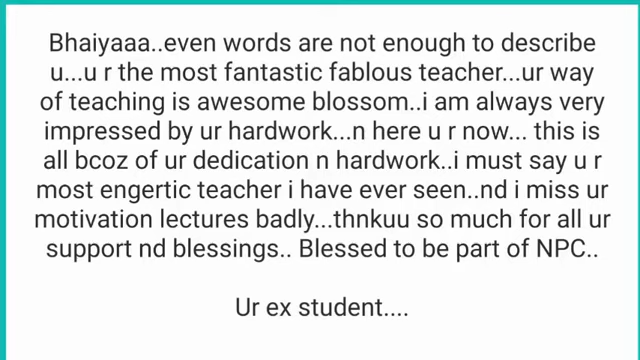 Bhaiyaaa..even words are not enough to describe
u...u r the most fantastic fablous teacher...ur way
of teaching is awesome blossom..i am always very
impressed by ur hardwork...n here u r now... this is
all bcoz of ur dedication n hardwork..i must say u r
most engertic teacher i have ever seen..nd i miss ur
motivation lectures badly...thnkuu so much for all ur
support nd blessings.. Blessed to be part of NPC..
Ur ex student....